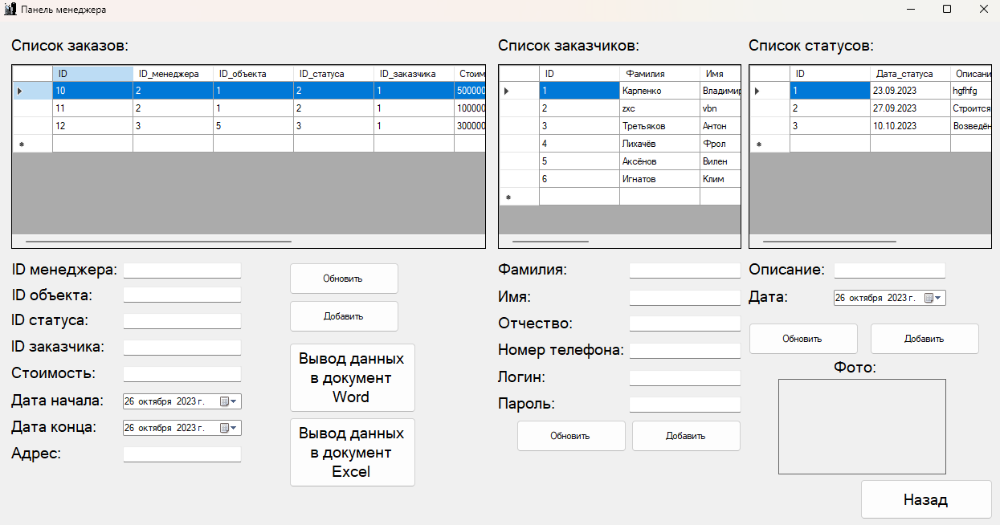 Панель менеджера
Список заказов:
ID ID_менеджера ID_объекта ID_статуса ID_заказчика Стоим
10 2 1 2 1 500000
11 2 1 2 1 100000
12 3 5 3 1 300000
Список заказчиков:
ID Фамилия Имя
1 Карпенко Владимир
2 zxc vbn
3 Третьяков Антон
4 Лихачёв Фрол
5 Аксёнов Вилен
6 Игнатов Клим
Список статусов:
ID Дата_статуса Описани
1 23.09.2023 hgfhfg
2 27.09.2023 Строится
3 10.10.2023 Возведён
ID менеджера:
ID объекта:
ID статуса:
ID заказчика:
Стоимость:
Дата начала: 26 октября 2023 г.
Дата конца: 26 октября 2023 г.
Адрес:
Обновить
Добавить
Вывод данных
в документ
Word
Вывод данных
в документ
Excel
Фамилия:
Имя:
Отчество:
Номер телефона:
Логин:
Пароль:
Обновить Добавить
Описание:
Дата: 26 октября 2023 г.
Обновить Добавить
Фото:
Назад